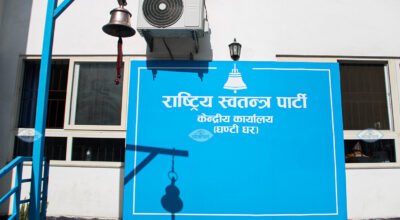 राष्ट्रिय स्वतन्त्र पार्टी
केन्द्रीय कार्यालय
(घण्टी घर)